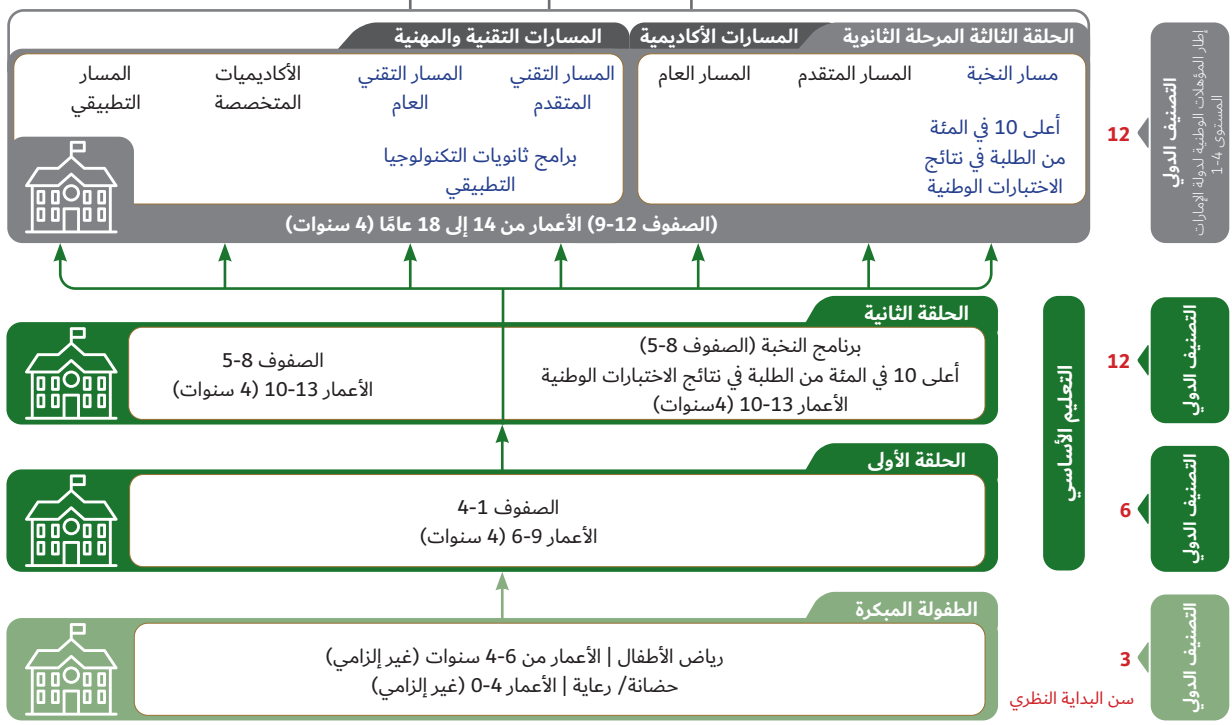 الحلقة الثالثة المرحلة الثانوية
المسارات الأكاديمية
المسارات التقنية والمهنية
مسار النخبة
المسار المتقدم
المسار العام
المسار التقني
المتقدم
المسار التقني
العام
الأكاديميات
المتخصصة
المسار
التطبيقي
أعلى 10 في المئة
من الطلبة في نتائج
الاختبارات الوطنية
برامج ثانويات التكنولوجيا
التطبيقي
(الصفوف 12-9) الأعمار من 14 إلى 18 عامًا (4 سنوات)
12
التصنيف الدولي
إطار المؤهلات الوطنية لدولة الإمارات
المستوى 4-1
الحلقة الثانية
برنامج النخبة (الصفوف 8-5)
أعلى 10 في المئة من الطلبة في نتائج الاختبارات الوطنية
الأعمار 13-10 (4سنوات)
الصفوف 8-5
الأعمار 13-10 (4 سنوات)
التعليم الأساسي
12
التصنيف الدولي
الحلقة الأولى
الصفوف 1-4
الأعمار 9-6 (4 سنوات)
6
التصنيف الدولي
الطفولة المبكرة
رياض الأطفال | الأعمار من 6-4 سنوات (غير إلزامي)
حضانة/ رعاية | الأعمار 4-0 (غير إلزامي)
3
سن البداية النظري
التصنيف الدولي